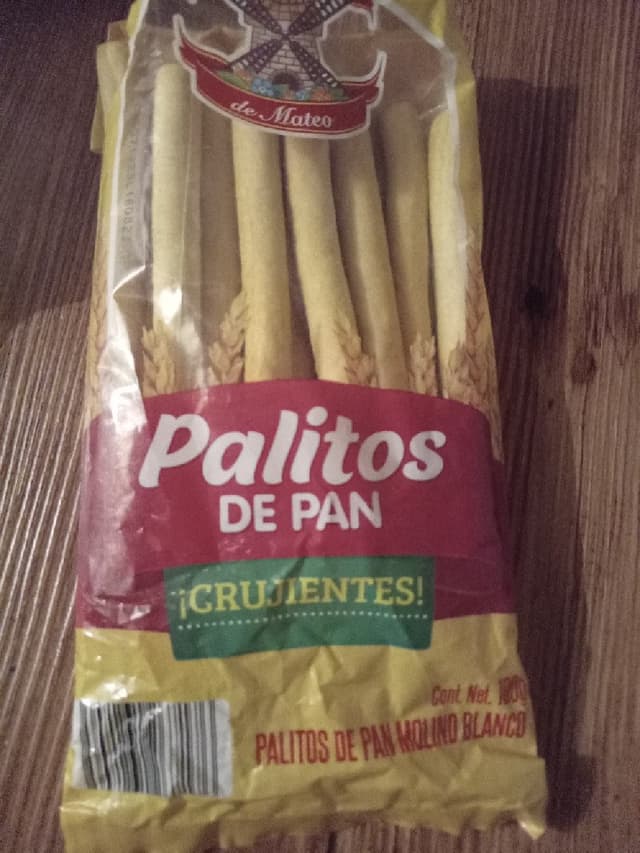 de Mateo
Palitos
DE PAN
¡CRUJIENTES!
Cont. Net.
PALITOS DE PAN MOLINO BLANCO